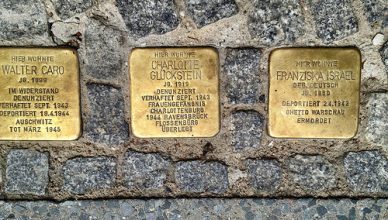 HIER WOHNTE
WALTER CARO
JG. 1899
IM WIDERSTAND
DENUNZIERT
VERHAFTET SEPT. 1943
DEPORTIERT 18.4.1944
AUSCHWITZ
TOT MÄRZ 1945
HIER WOHNTE
CHARLOTTE
GLÜCKSTEIN
JG. 1919
DENUNZIERT
VERHAFTET SEPT. 1943
FRAUENGEFÄNGNIS
CHARLOTTENBURG
1944 RAVENSBRÜCK
FLOSSENBÜRG
ÜBERLEBT
HIER WOHNTE
FRANZISKA ISRAEL
GEB. DEUTSCH
JG. 1880
DEPORTIERT 2.4.1942
GHETTO WARSCHAU
ERMORDET